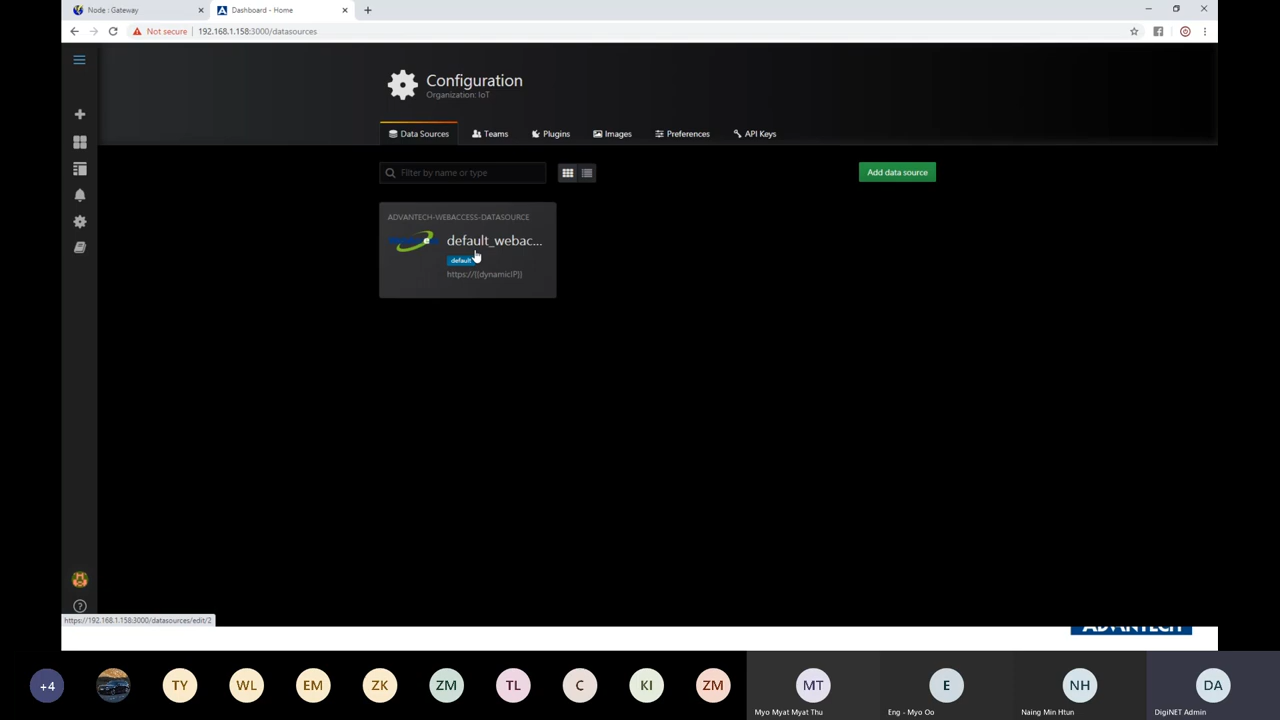 Node : Gateway
Dashboard - Home
Not secure
192.168.1.158:3000/datasources
Configuration
Organization: IoT
Data Sources
Teams
Plugins
Images
Preferences
API Keys
Filter by name or type
Add data source
ADVANTECH-WEBACCESS-DATASOURCE
default_webac...
default
https://{{dynamicIP}}
https://192.168.1.158:3000/datasources/edit/2
ADVANTECH
+4
TY
WL
EM
ZK
ZM
TL
C
KI
ZM
MT
E
NH
DA
Myo Myat Myat Thu
Eng - Myo Oo
Naing Min Htun
DigiNET Admin